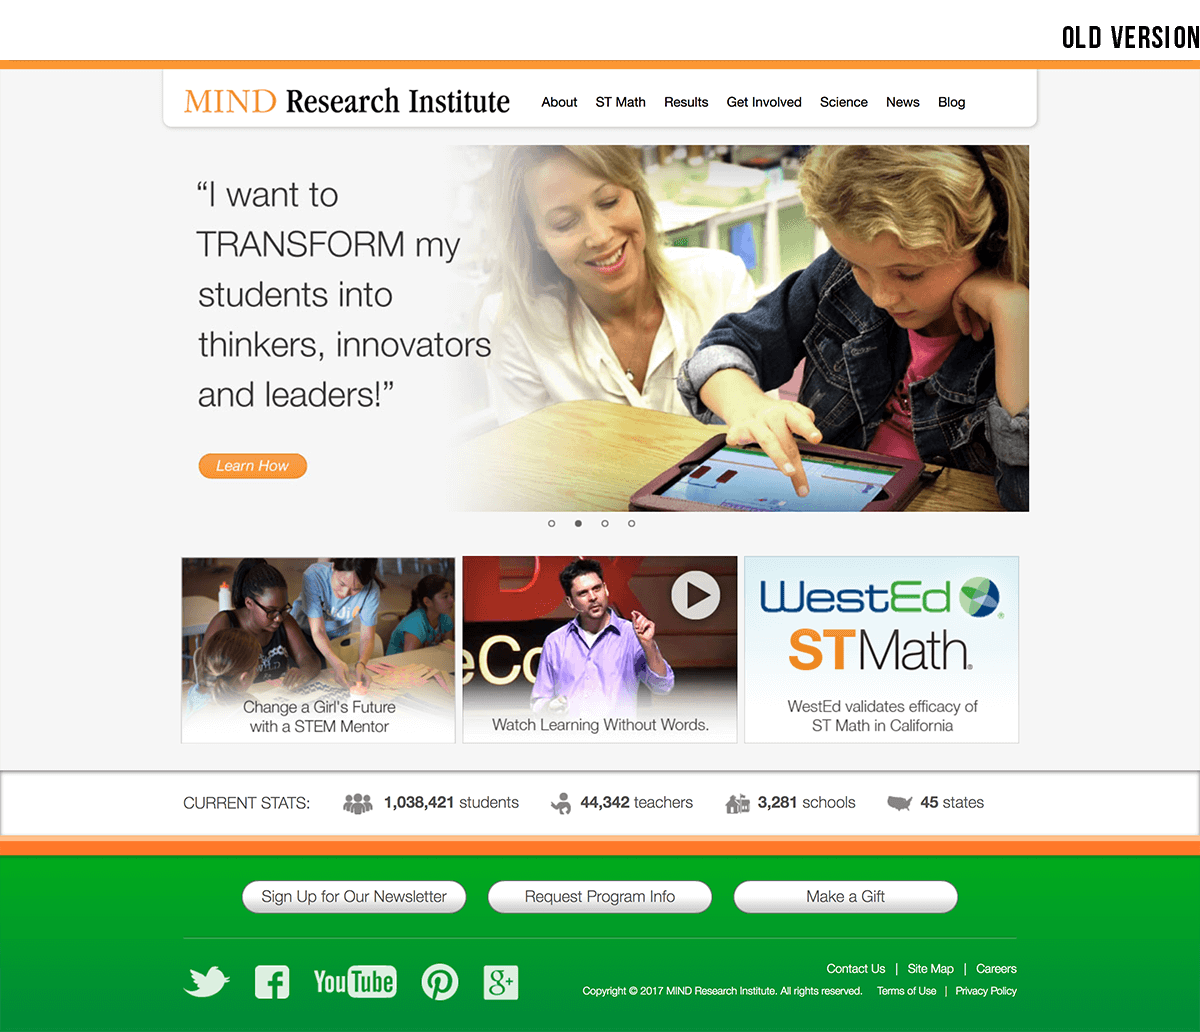 OLD VERSION
MIND Research Institute
About ST Math Results Get Involved Science News Blog
“I want to
TRANSFORM my
students into
thinkers, innovators
and leaders!”
Learn How
Change a Girl's Future
with a STEM Mentor
eCo
Watch Learning Without Words.
WestEd®
ST Math®
WestEd validates efficacy of
ST Math in California
CURRENT STATS: 1,038,421 students 44,342 teachers 3,281 schools 45 states
Sign Up for Our Newsletter Request Program Info Make a Gift
YouTube g+
Contact Us | Site Map | Careers
Copyright © 2017 MIND Research Institute. All rights reserved. Terms of Use | Privacy Policy